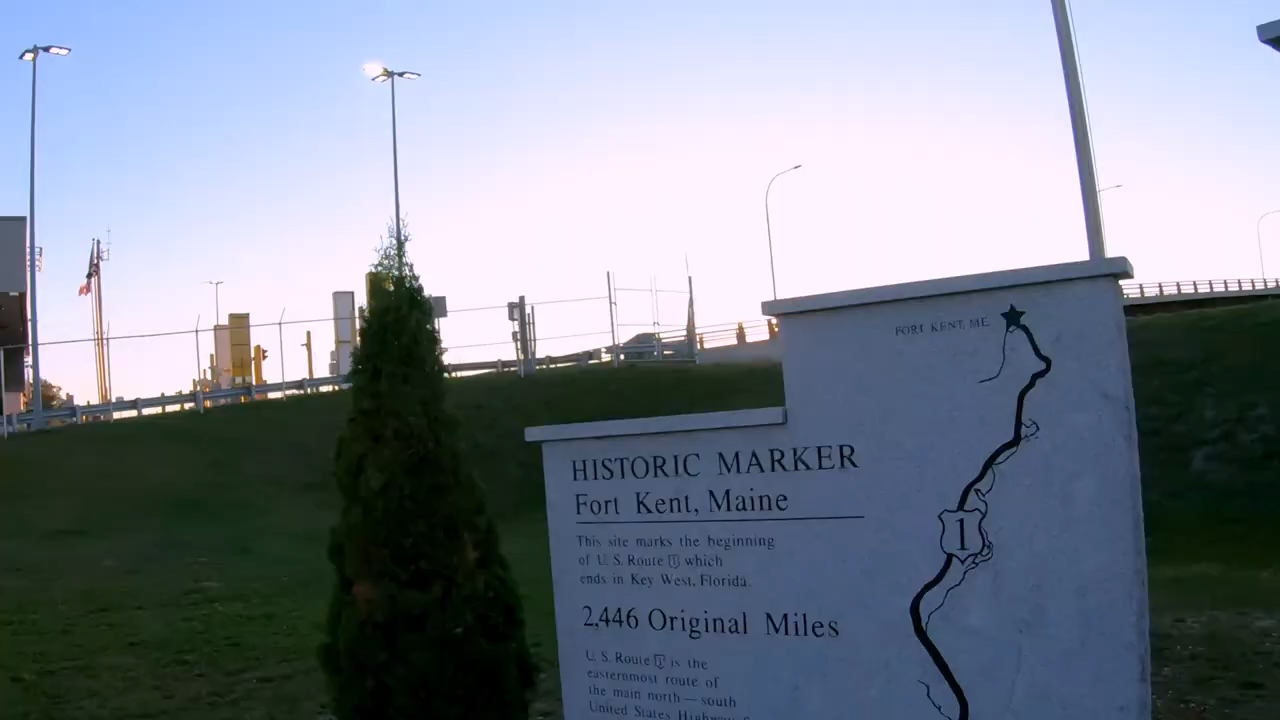 FORT KENT, ME
HISTORIC MARKER
Fort Kent, Maine
This site marks the beginning
of U. S. Route 1 which
ends in Key West, Florida.
1
2,446 Original Miles
U. S. Route 1 is the
easternmost route of
the main north — south
United States